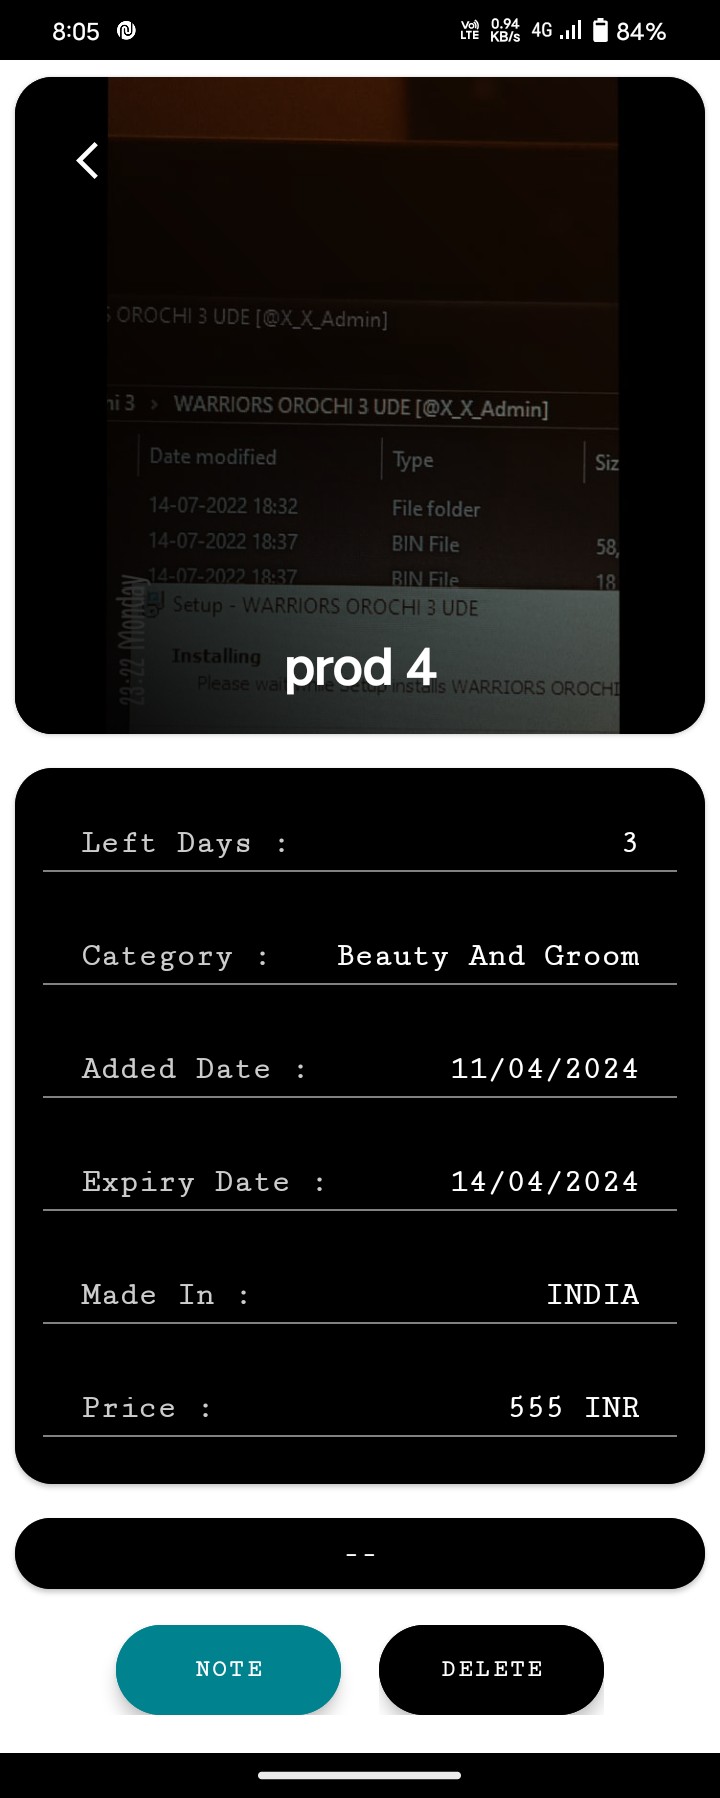 8:05 Vo) LTE 0.94 KB/s 4G 84%
S OROCHI 3 UDE [@X_X_Admin]
hi 3 > WARRIORS OROCHI 3 UDE [@X_X_Admin]
Date modified Type Siz
14-07-2022 18:32 File folder
14-07-2022 18:37 BIN File 58,
14-07-2022 18:37 BIN File 18
Setup - WARRIORS OROCHI 3 UDE
Installing
Please wait while Setup installs WARRIORS OROCHI
23:22 Monday
prod 4
Left Days : 3
Category : Beauty And Groom
Added Date : 11/04/2024
Expiry Date : 14/04/2024
Made In : INDIA
Price : 555 INR
--
NOTE DELETE